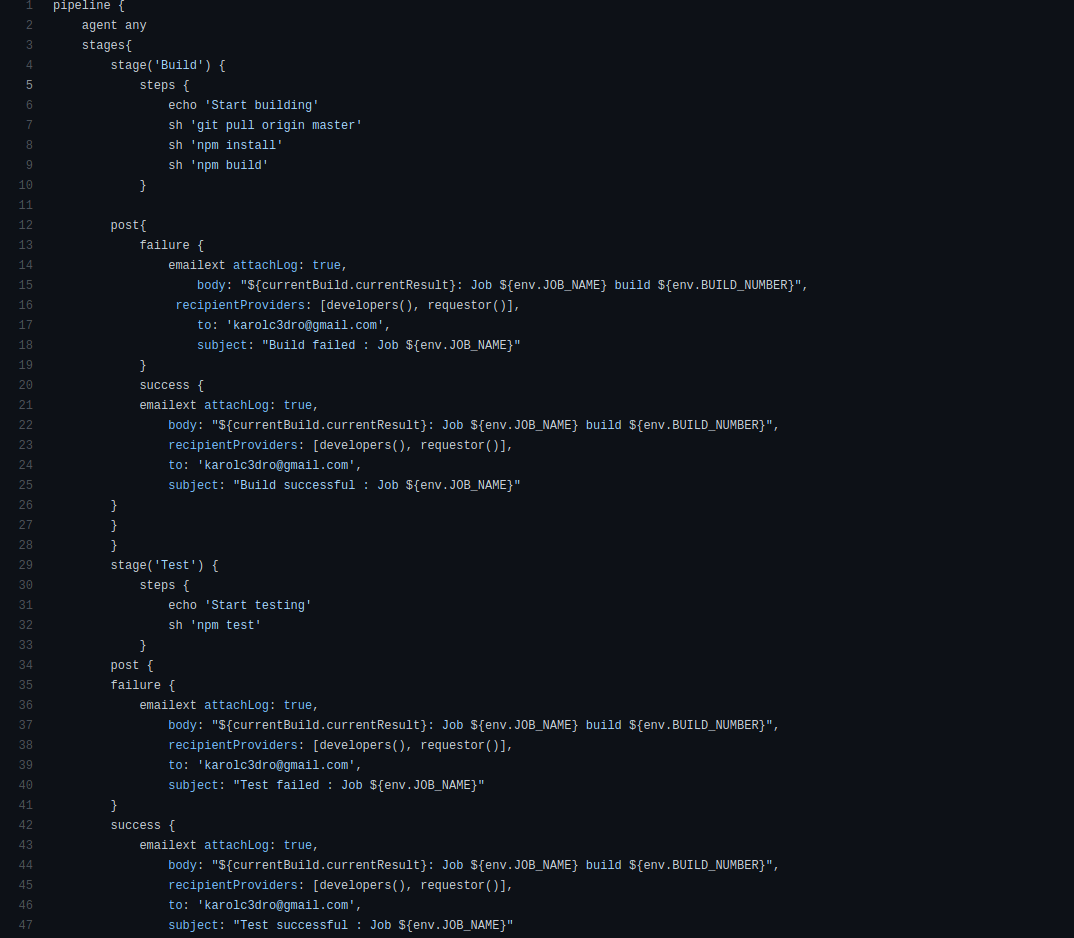 1 pipeline {
2     agent any
3     stages{
4         stage('Build') {
5             steps {
6                 echo 'Start building'
7                 sh 'git pull origin master'
8                 sh 'npm install'
9                 sh 'npm build'
10             }
11
12         post{
13             failure {
14                 emailext attachLog: true,
15                     body: "${currentBuild.currentResult}: Job ${env.JOB_NAME} build ${env.BUILD_NUMBER}",
16                  recipientProviders: [developers(), requestor()],
17                     to: 'karolc3dro@gmail.com',
18                     subject: "Build failed : Job ${env.JOB_NAME}"
19             }
20             success {
21             emailext attachLog: true,
22                 body: "${currentBuild.currentResult}: Job ${env.JOB_NAME} build ${env.BUILD_NUMBER}",
23                 recipientProviders: [developers(), requestor()],
24                 to: 'karolc3dro@gmail.com',
25                 subject: "Build successful : Job ${env.JOB_NAME}"
26         }
27         }
28         }
29         stage('Test') {
30             steps {
31                 echo 'Start testing'
32                 sh 'npm test'
33             }
34         post {
35         failure {
36             emailext attachLog: true,
37                 body: "${currentBuild.currentResult}: Job ${env.JOB_NAME} build ${env.BUILD_NUMBER}",
38                 recipientProviders: [developers(), requestor()],
39                 to: 'karolc3dro@gmail.com',
40                 subject: "Test failed : Job ${env.JOB_NAME}"
41         }
42         success {
43             emailext attachLog: true,
44                 body: "${currentBuild.currentResult}: Job ${env.JOB_NAME} build ${env.BUILD_NUMBER}",
45                 recipientProviders: [developers(), requestor()],
46                 to: 'karolc3dro@gmail.com',
47                 subject: "Test successful : Job ${env.JOB_NAME}"